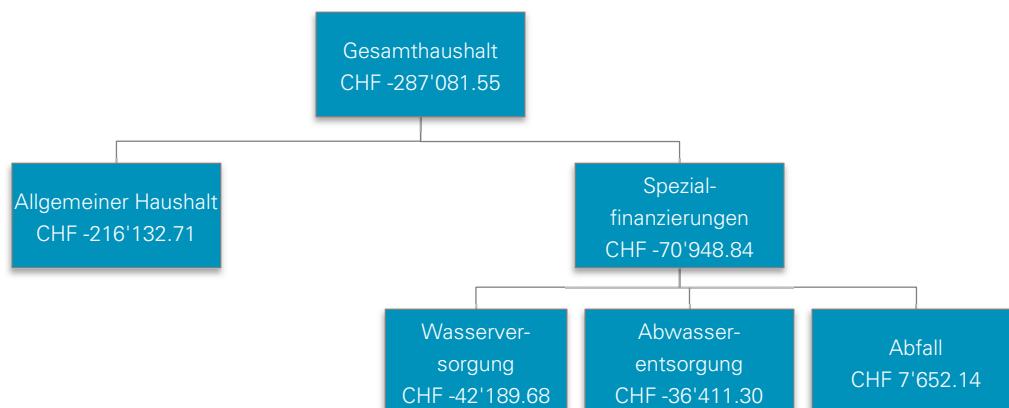 Gesamthaushalt
CHF -287'081.55
Allgemeiner Haushalt
CHF -216'132.71
Spezial-
finanzierungen
CHF -70'948.84
Wasserver-
sorgung
CHF -42'189.68
Abwasser-
entsorgung
CHF -36'411.30
Abfall
CHF 7'652.14